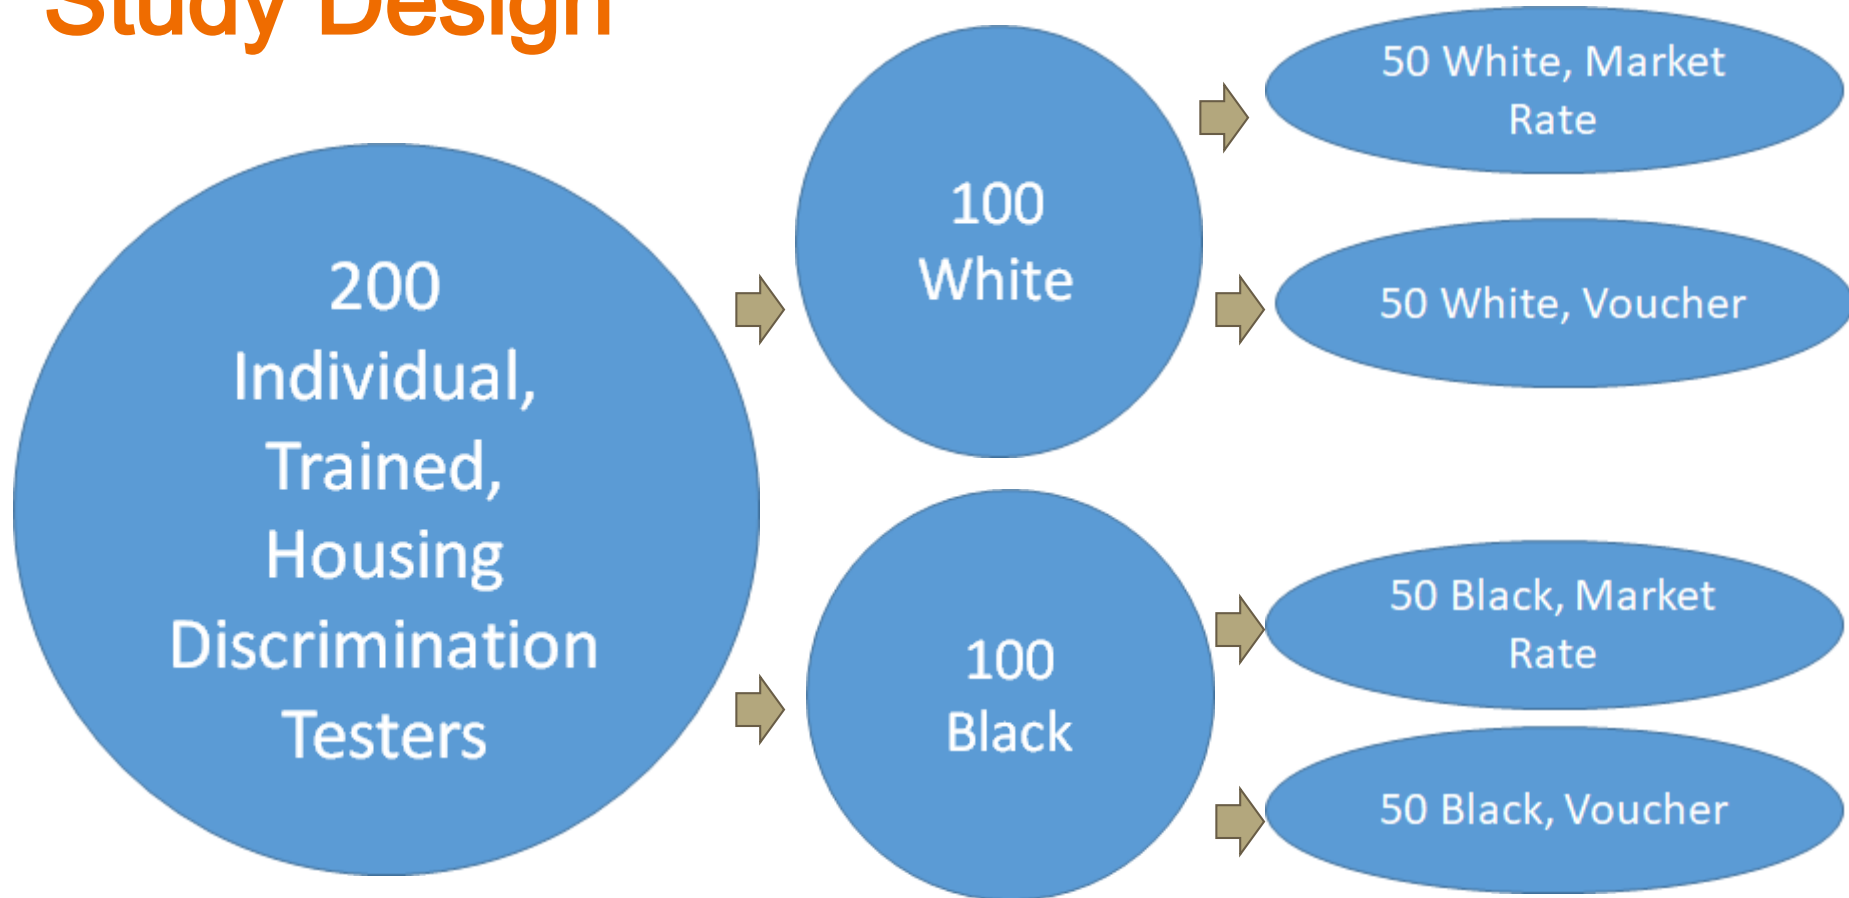 Study Design
200
Individual,
Trained,
Housing
Discrimination
Testers
100
White
100
Black
50 White, Market
Rate
50 White, Voucher
50 Black, Market
Rate
50 Black, Voucher